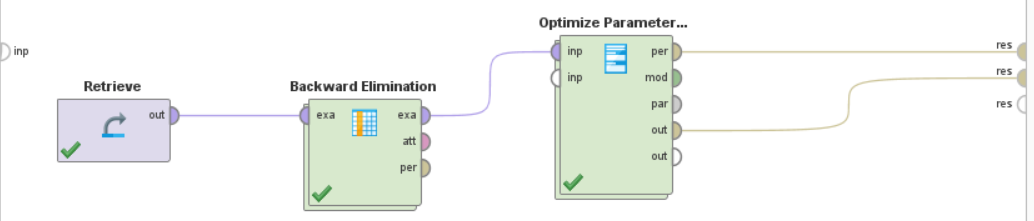 Optimize Parameter...
inp
inp per res
inp mod res
Retrieve
Backward Elimination
par res
out
exa exa
out
att
out
per